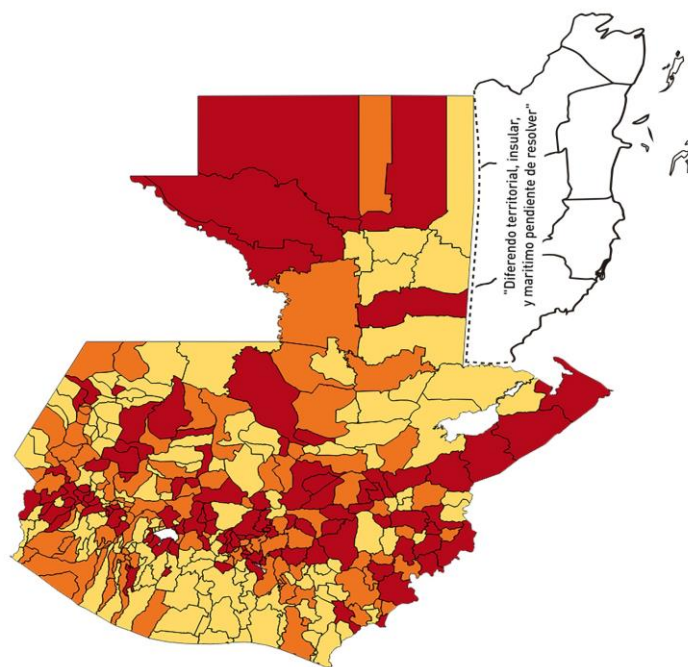 "Diferendo territorial, insular,
y marítimo pendiente de resolver"